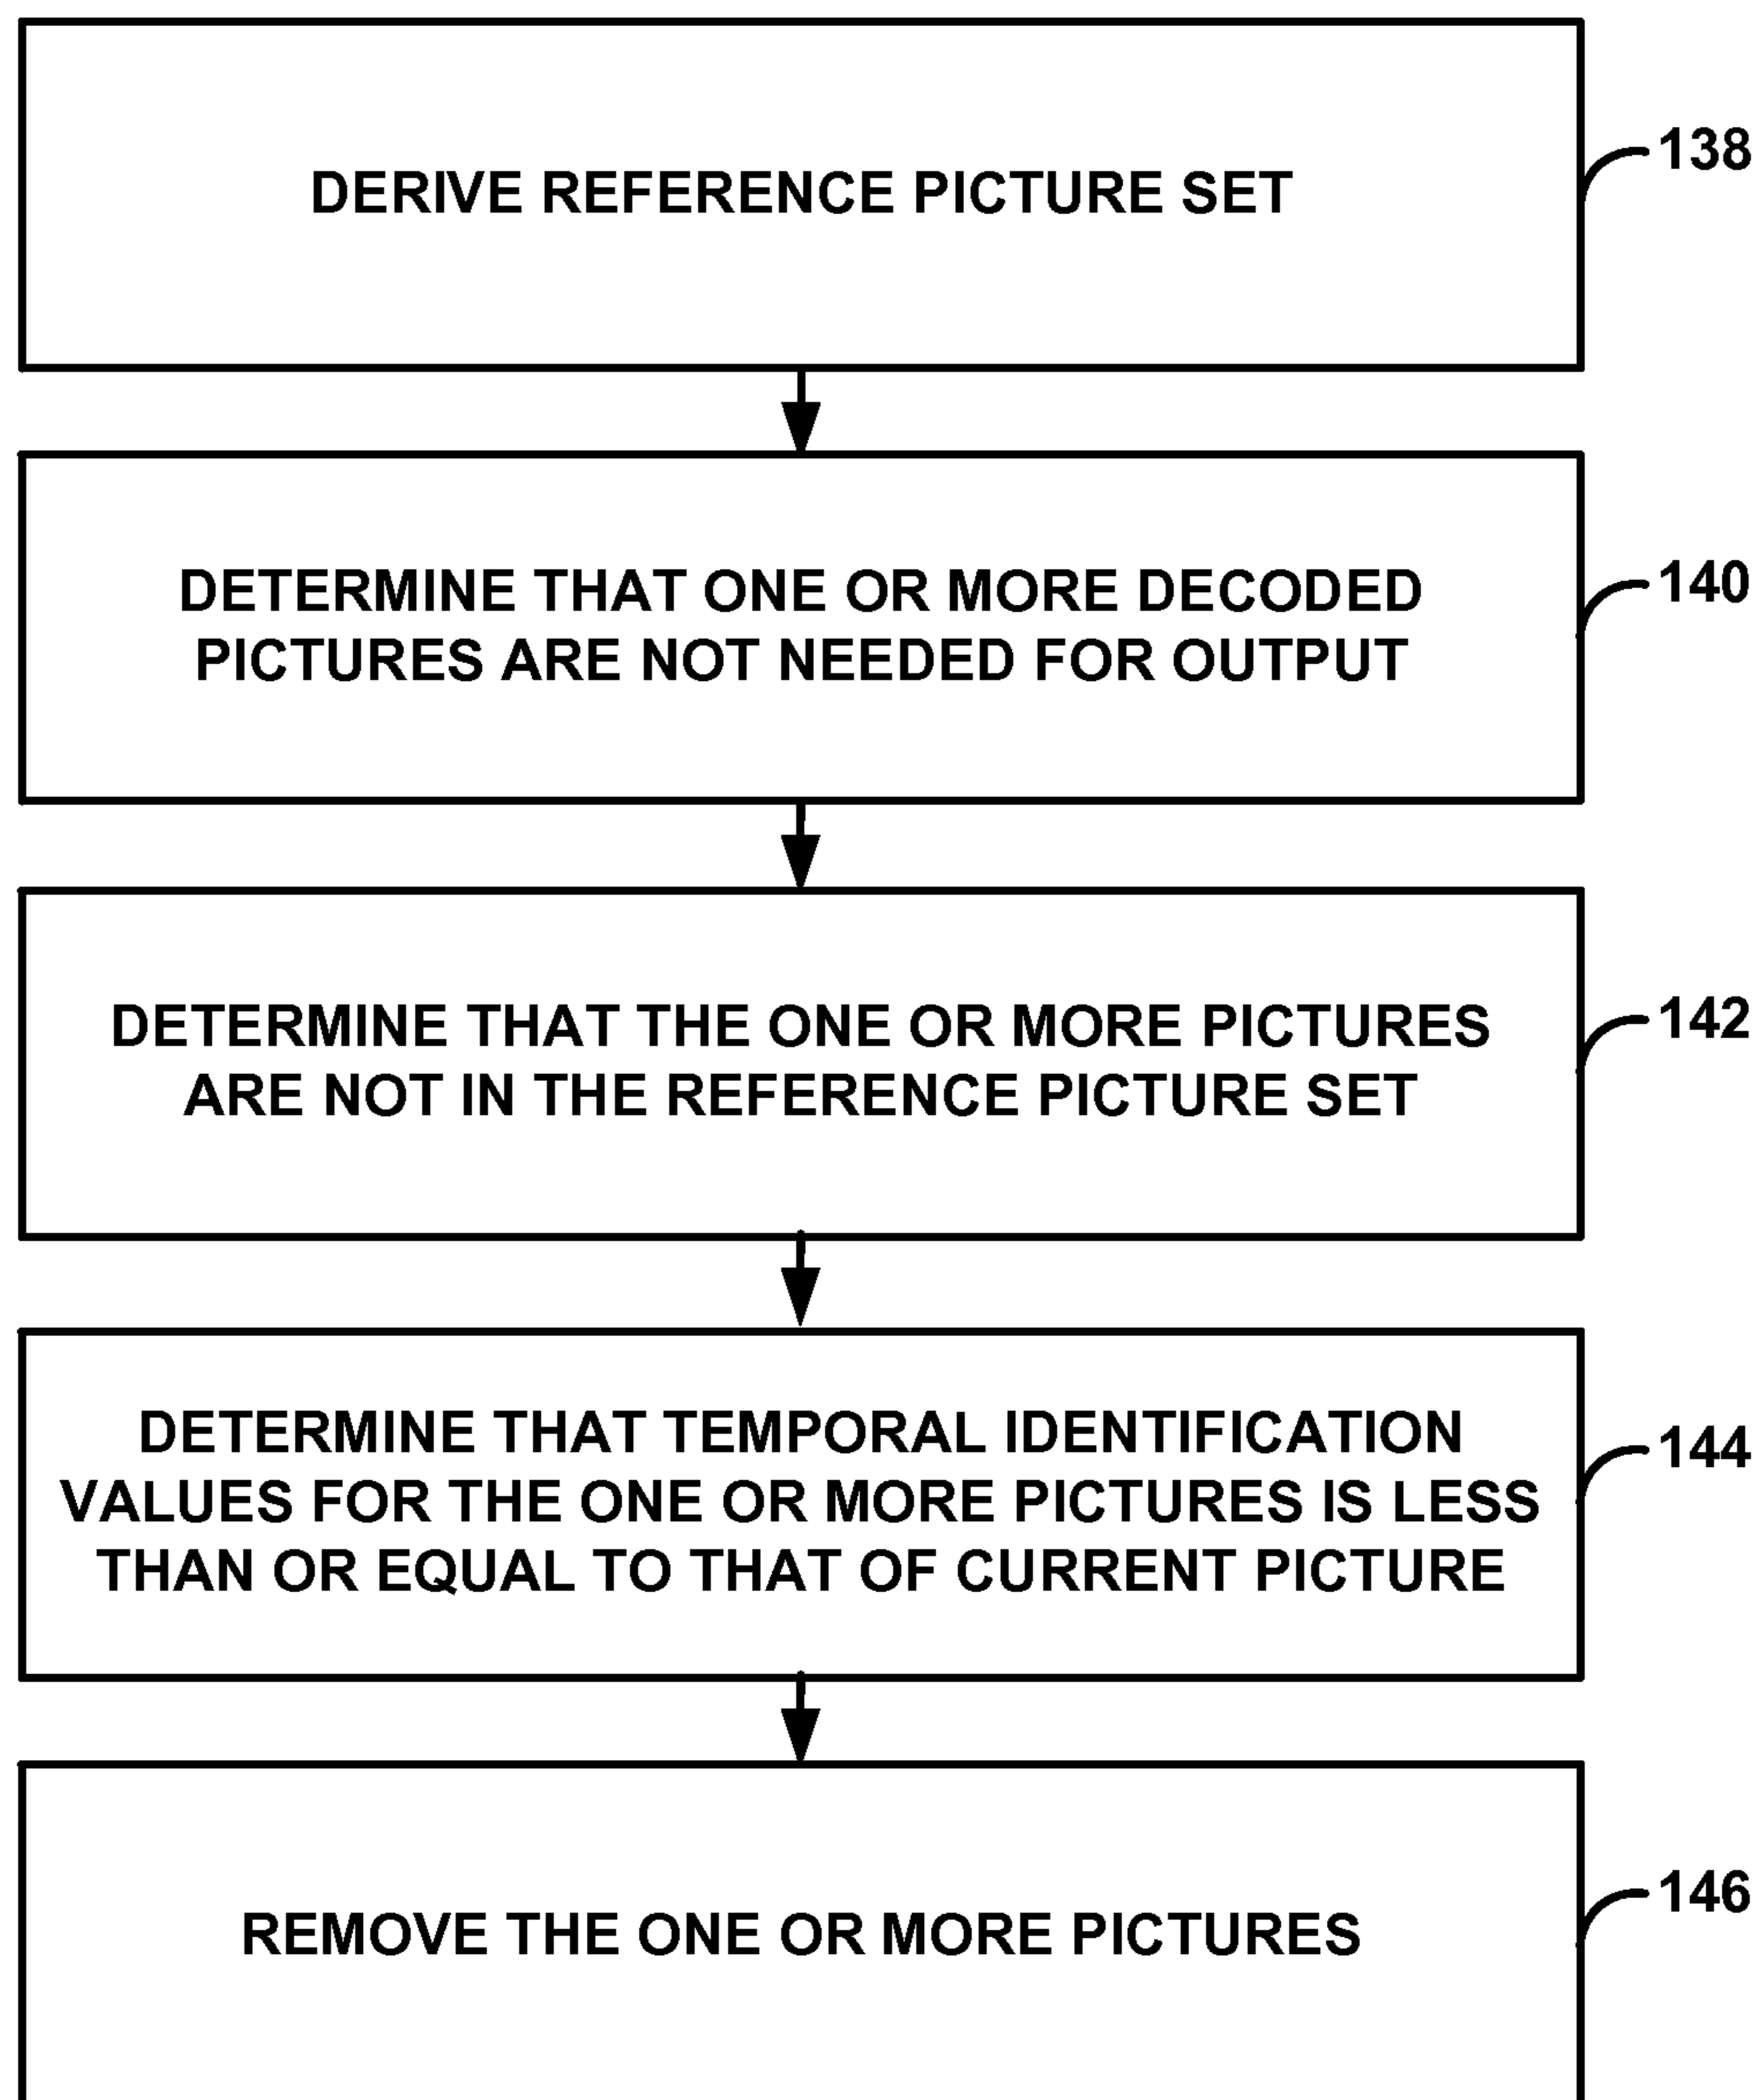 DERIVE REFERENCE PICTURE SET
138
DETERMINE THAT ONE OR MORE DECODED
PICTURES ARE NOT NEEDED FOR OUTPUT
140
DETERMINE THAT THE ONE OR MORE PICTURES
ARE NOT IN THE REFERENCE PICTURE SET
142
DETERMINE THAT TEMPORAL IDENTIFICATION
VALUES FOR THE ONE OR MORE PICTURES IS LESS
THAN OR EQUAL TO THAT OF CURRENT PICTURE
144
REMOVE THE ONE OR MORE PICTURES
146